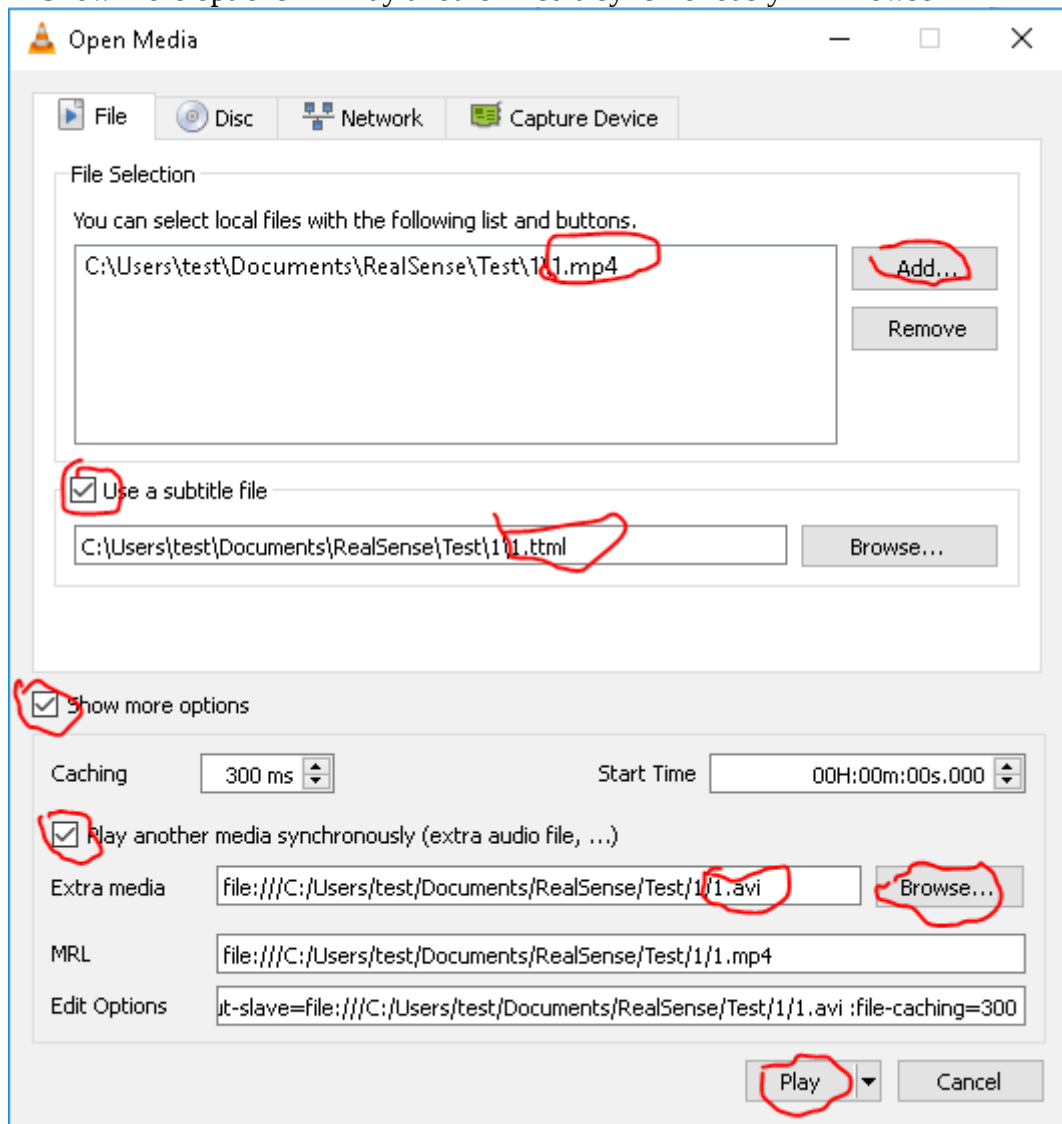 Open Media
File Disc Network Capture Device
File Selection
You can select local files with the following list and buttons.
C:\Users\test\Documents\RealSense\Test\1\1.mp4
Add...
Remove
Use a subtitle file
C:\Users\test\Documents\RealSense\Test\1\1.ttml
Browse...
Show more options
Caching 300 ms Start Time 00H:00m:00s.000
Play another media synchronously (extra audio file, ...)
Extra media file:///C:/Users/test/Documents/RealSense/Test/1/1.avi Browse...
MRL file:///C:/Users/test/Documents/RealSense/Test/1/1.mp4
Edit Options ut-slave=file:///C:/Users/test/Documents/RealSense/Test/1/1.avi :file-caching=300
Play Cancel